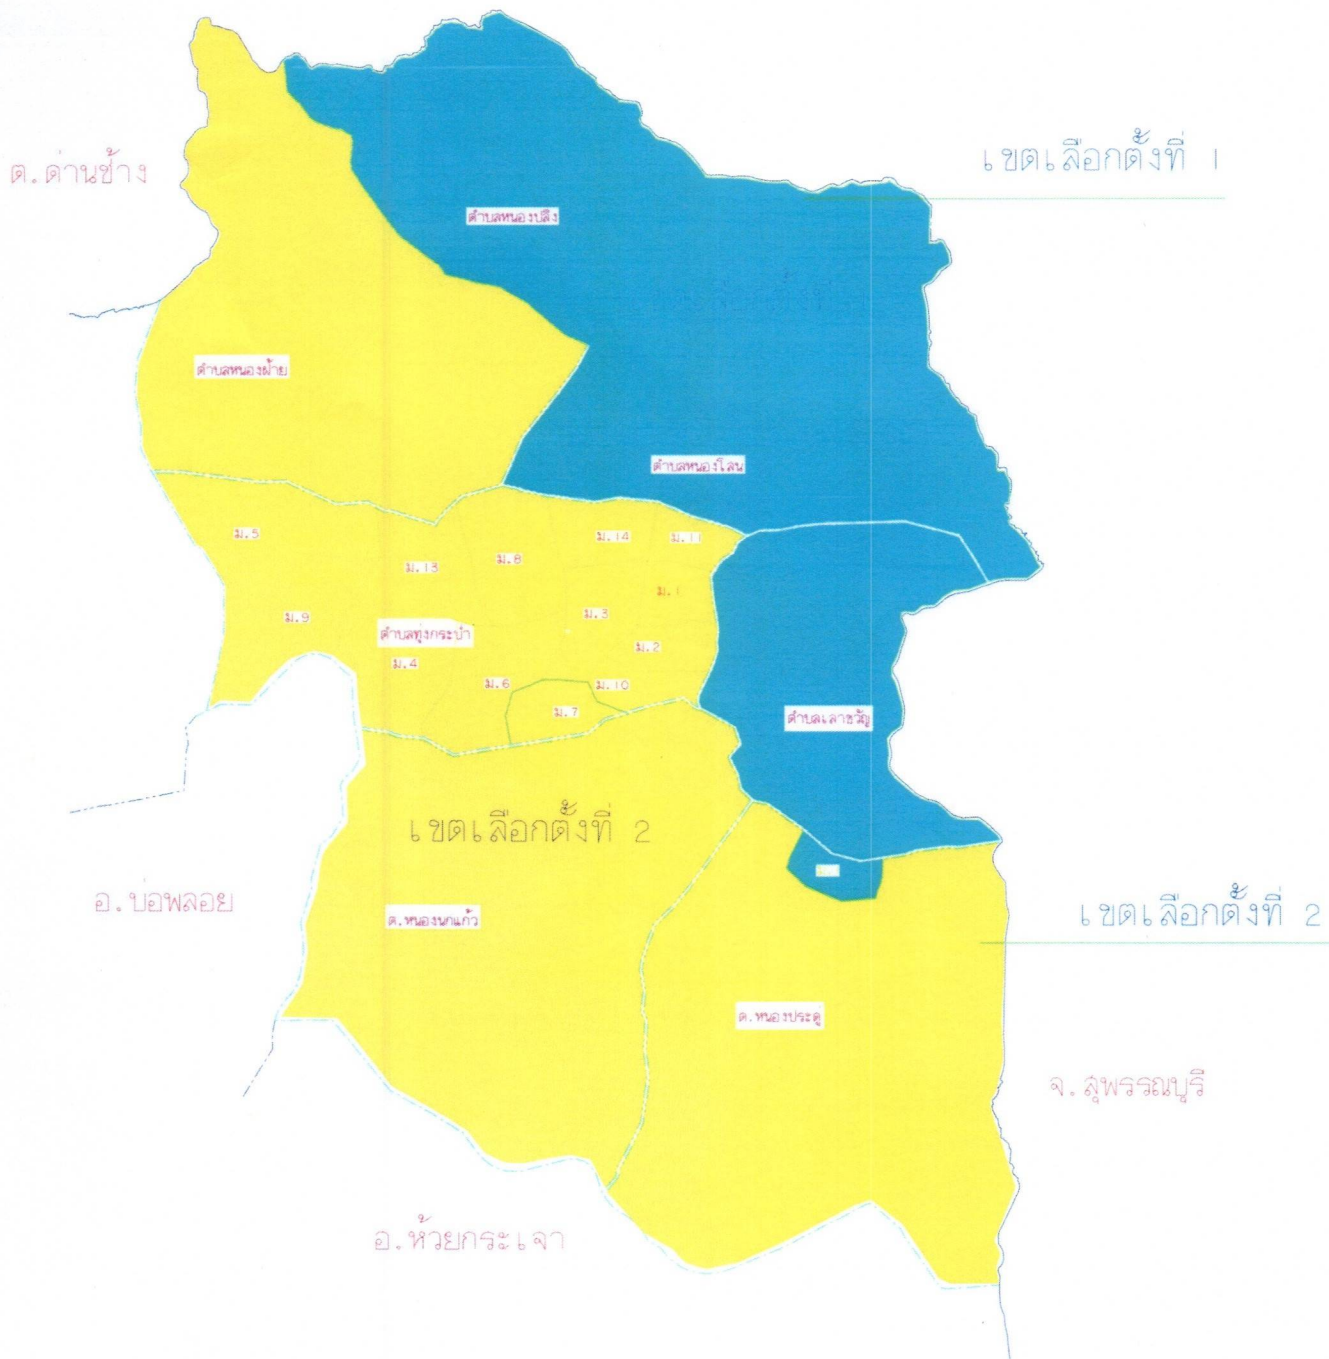 เขตเลือกตั้งที่ 1
ต.ด่านช้าง
ตำบลหนองปลิง
ตำบลหนองฝ้าย
ตำบลหนองโสน
ม.5
ม.14
ม.11
ม.8
ม.13
ม.1
ม.3
ม.9
ตำบลทุ่งกระบ่ำ
ม.2
ม.4
ม.6
ม.10
ม.7
ตำบลเลาขวัญ
เขตเลือกตั้งที่ 2
อ.บ่อพลอย
ต.หนองนกแก้ว
เขตเลือกตั้งที่ 2
ต.หนองประดู่
จ.สุพรรณบุรี
อ.ห้วยกระเจา